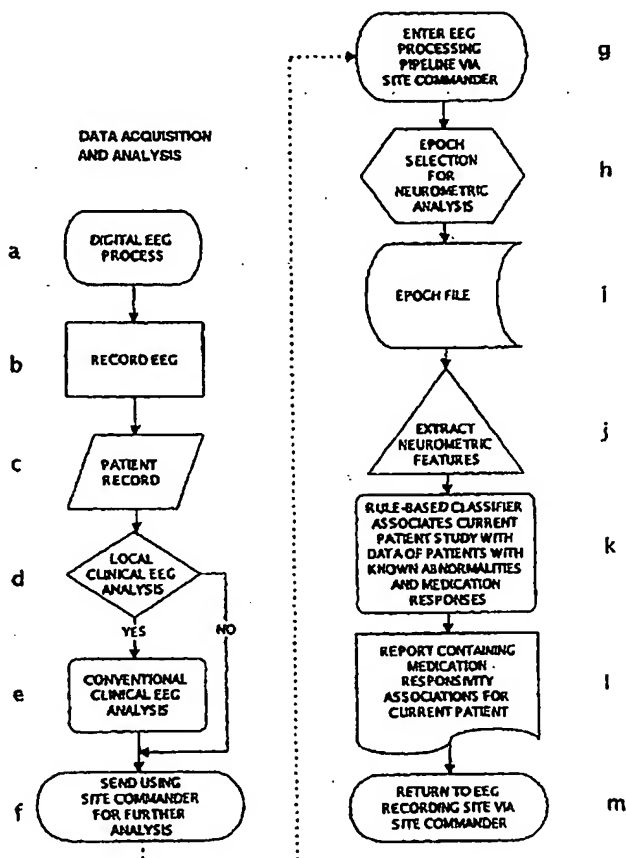 DATA ACQUISITION
AND ANALYSIS
a
DIGITAL EEG
PROCESS
b
RECORD EEG
c
PATIENT
RECORD
d
LOCAL
CLINICAL EEG
ANALYSIS
YES
NO
e
CONVENTIONAL
CLINICAL EEG
ANALYSIS
f
SEND USING
SITE COMMANDER
FOR FURTHER
ANALYSIS
ENTER EEG
PROCESSING
PIPELINE VIA
SITE COMMANDER
g
EPOCH
SELECTION
FOR
NEUROMETRIC
ANALYSIS
h
EPOCH FILE
i
EXTRACT
NEUROMETRIC
FEATURES
j
RULE-BASED CLASSIFIER
ASSOCIATES CURRENT
PATIENT STUDY WITH
DATA OF PATIENTS WITH
KNOWN ABNORMALITIES
AND MEDICATION
RESPONSES
k
REPORT CONTAINING
MEDICATION
RESPONSIVITY
ASSOCIATIONS FOR
CURRENT PATIENT
l
RETURN TO EEG
RECORDING SITE VIA
SITE COMMANDER
m